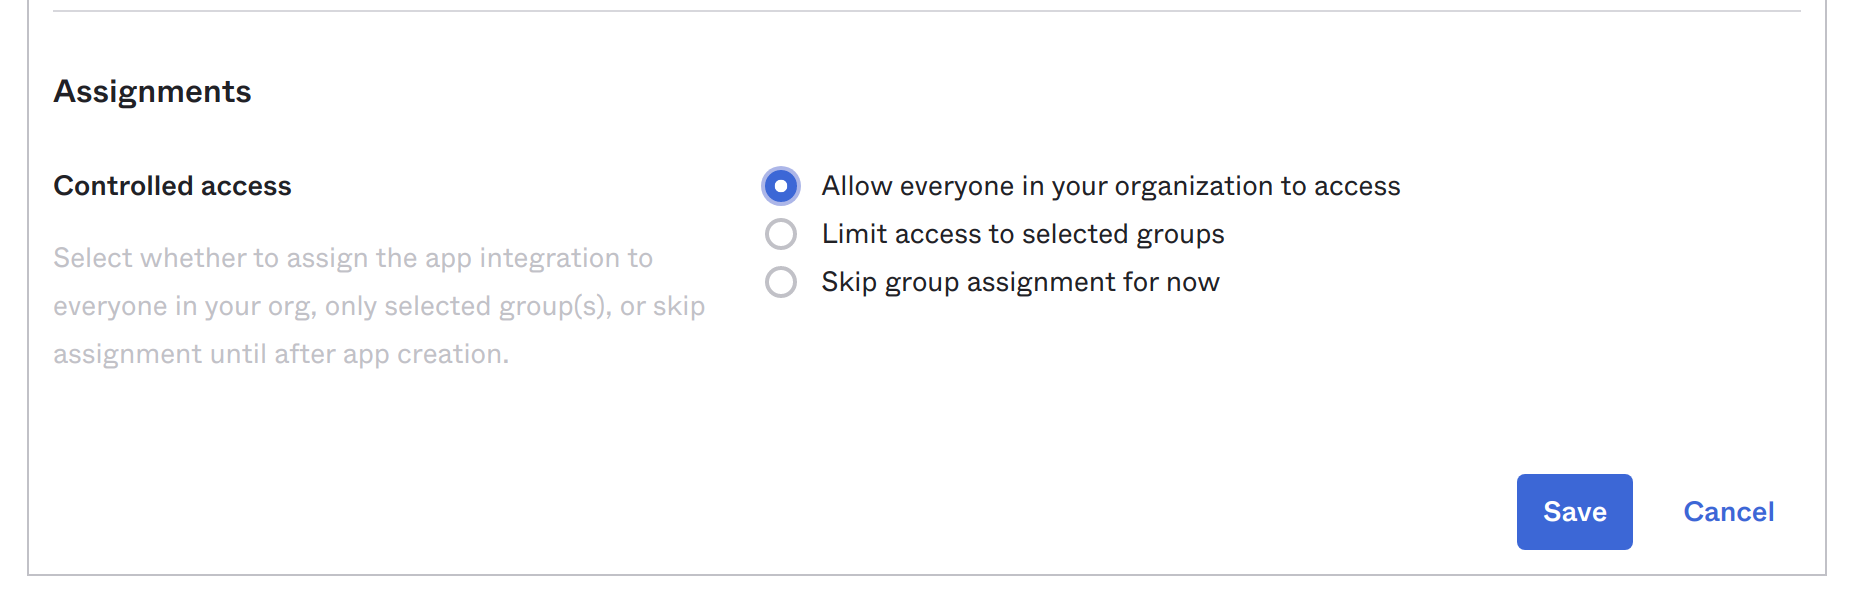 Assignments
Controlled access
Select whether to assign the app integration to
everyone in your org, only selected group(s), or skip
assignment until after app creation.
Allow everyone in your organization to access
Limit access to selected groups
Skip group assignment for now
Save
Cancel